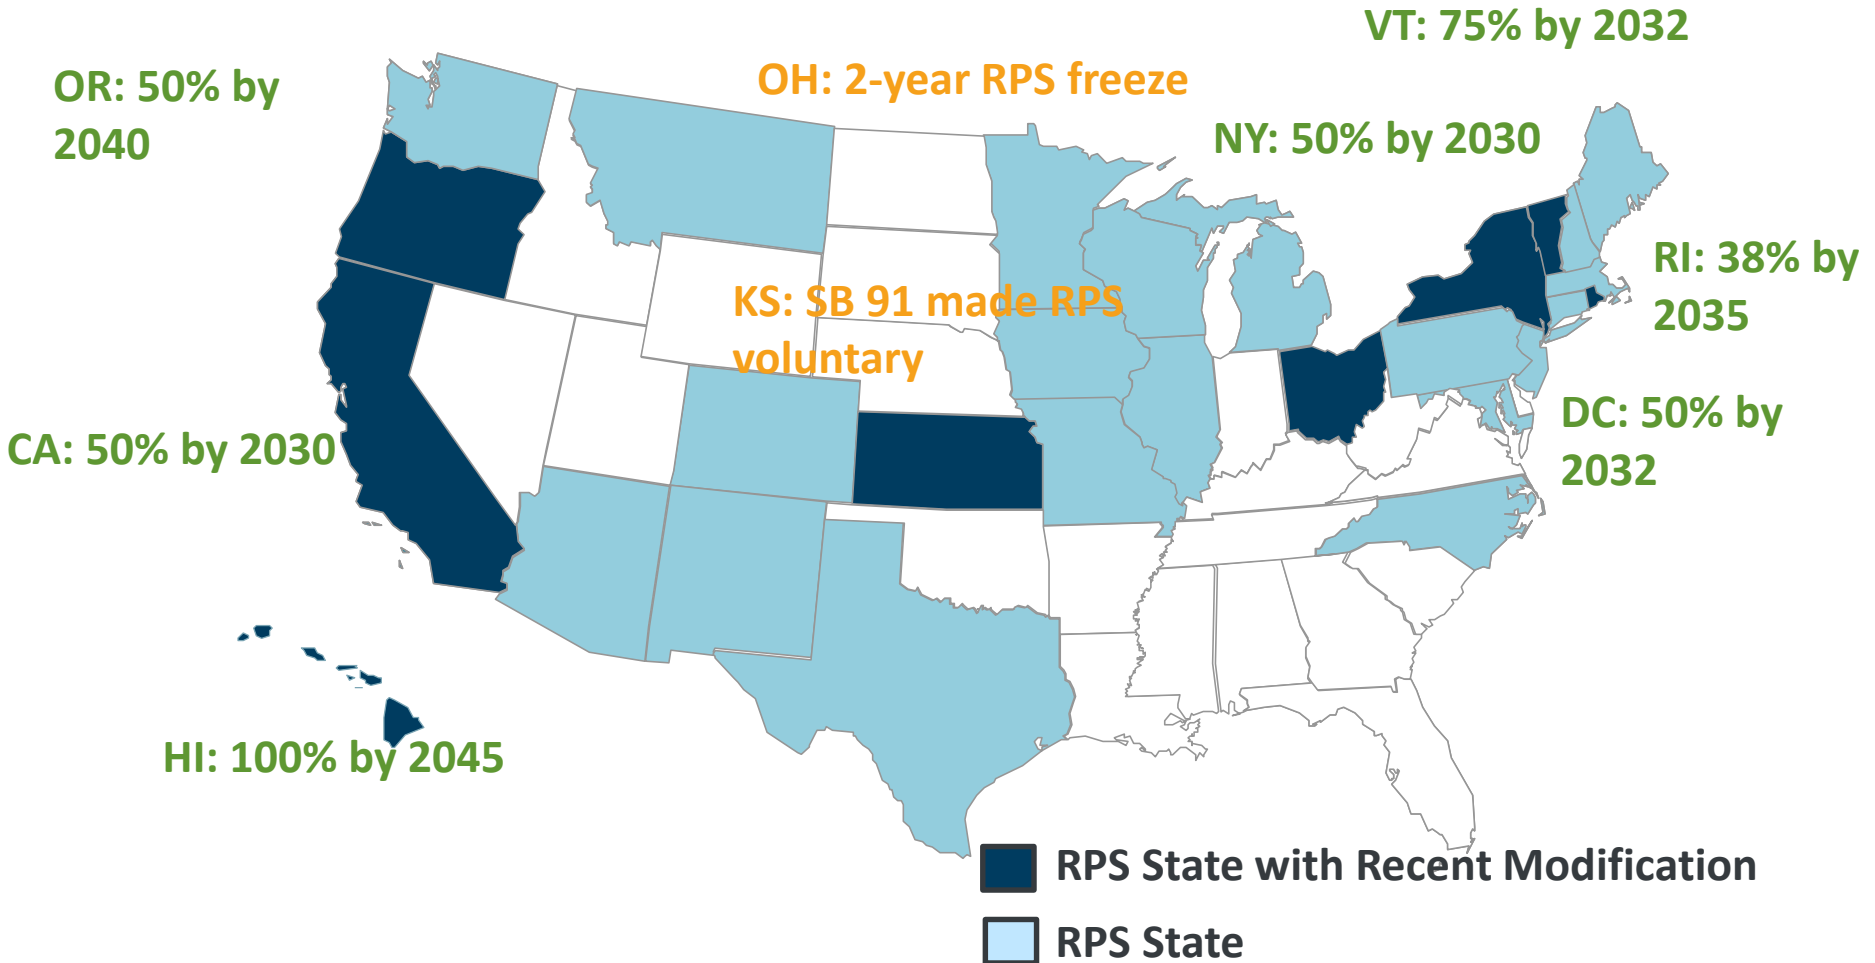 VT: 75% by 2032
OR: 50% by
2040
OH: 2-year RPS freeze
NY: 50% by 2030
RI: 38% by
2035
KS: SB 91 made RPS
voluntary
DC: 50% by
2032
CA: 50% by 2030
HI: 100% by 2045
RPS State with Recent Modification
RPS State